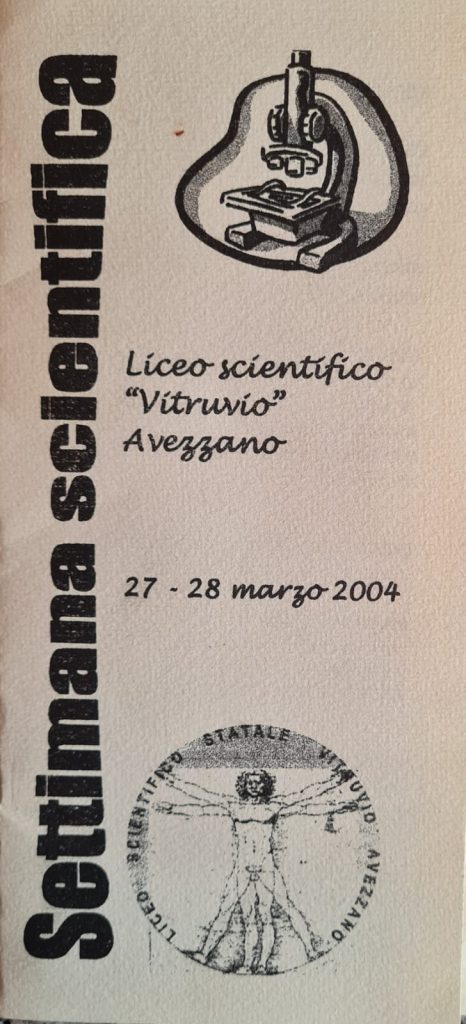 Settimana scientifica
Liceo scientifico
"Vitruvio"
Avezzano
27 - 28 marzo 2004
LICEO SCIENTIFICO STATALE VITRUVIO AVEZZANO